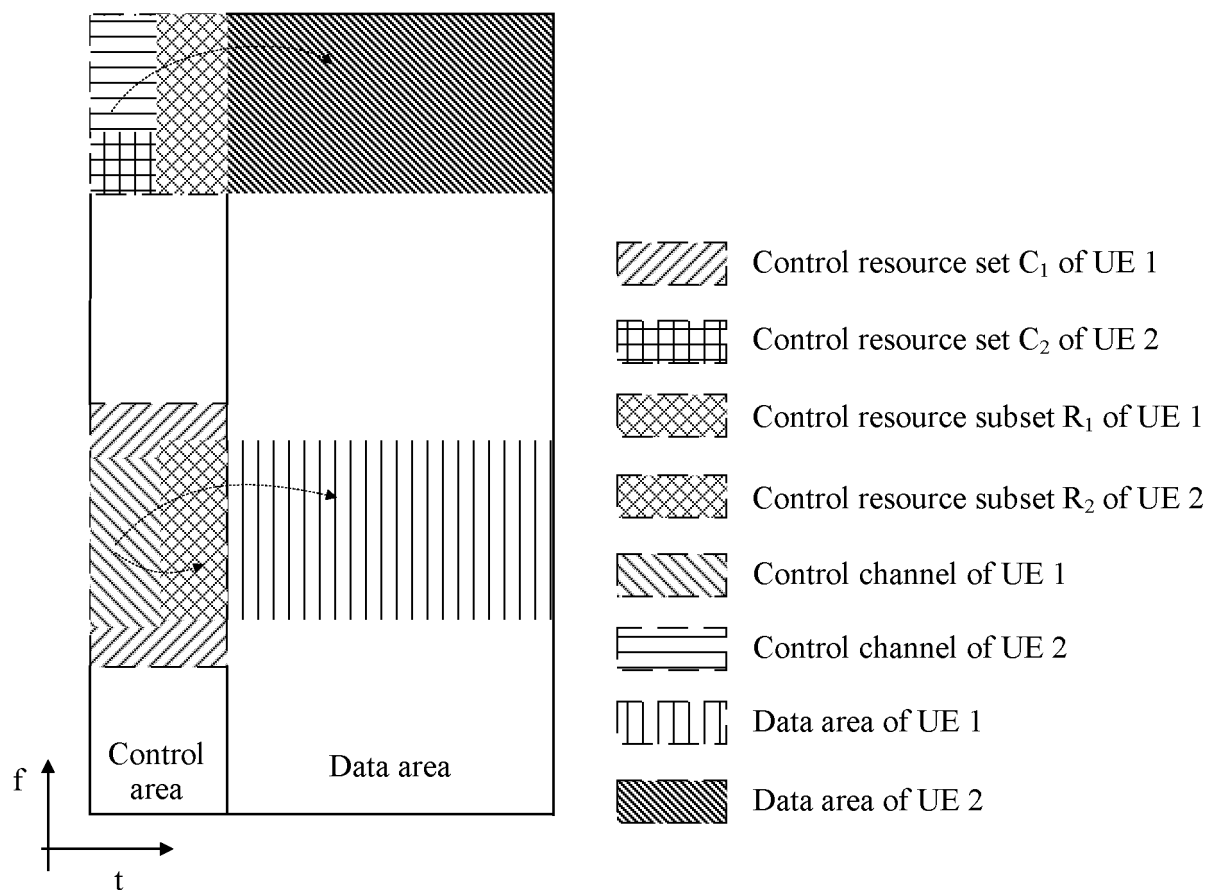 Control resource set C₁ of UE 1
Control resource set C₂ of UE 2
Control resource subset R₁ of UE 1
Control resource subset R₂ of UE 2
Control channel of UE 1
Control channel of UE 2
Data area of UE 1
Data area of UE 2
Control
area
Data area
f
t